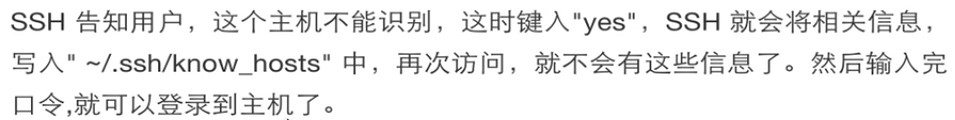 SSH 告知用户，这个主机不能识别，这时键入"yes"，SSH 就会将相关信息，
写入" ~/.ssh/know_hosts" 中，再次访问，就不会有这些信息了。然后输入完
口令,就可以登录到主机了。